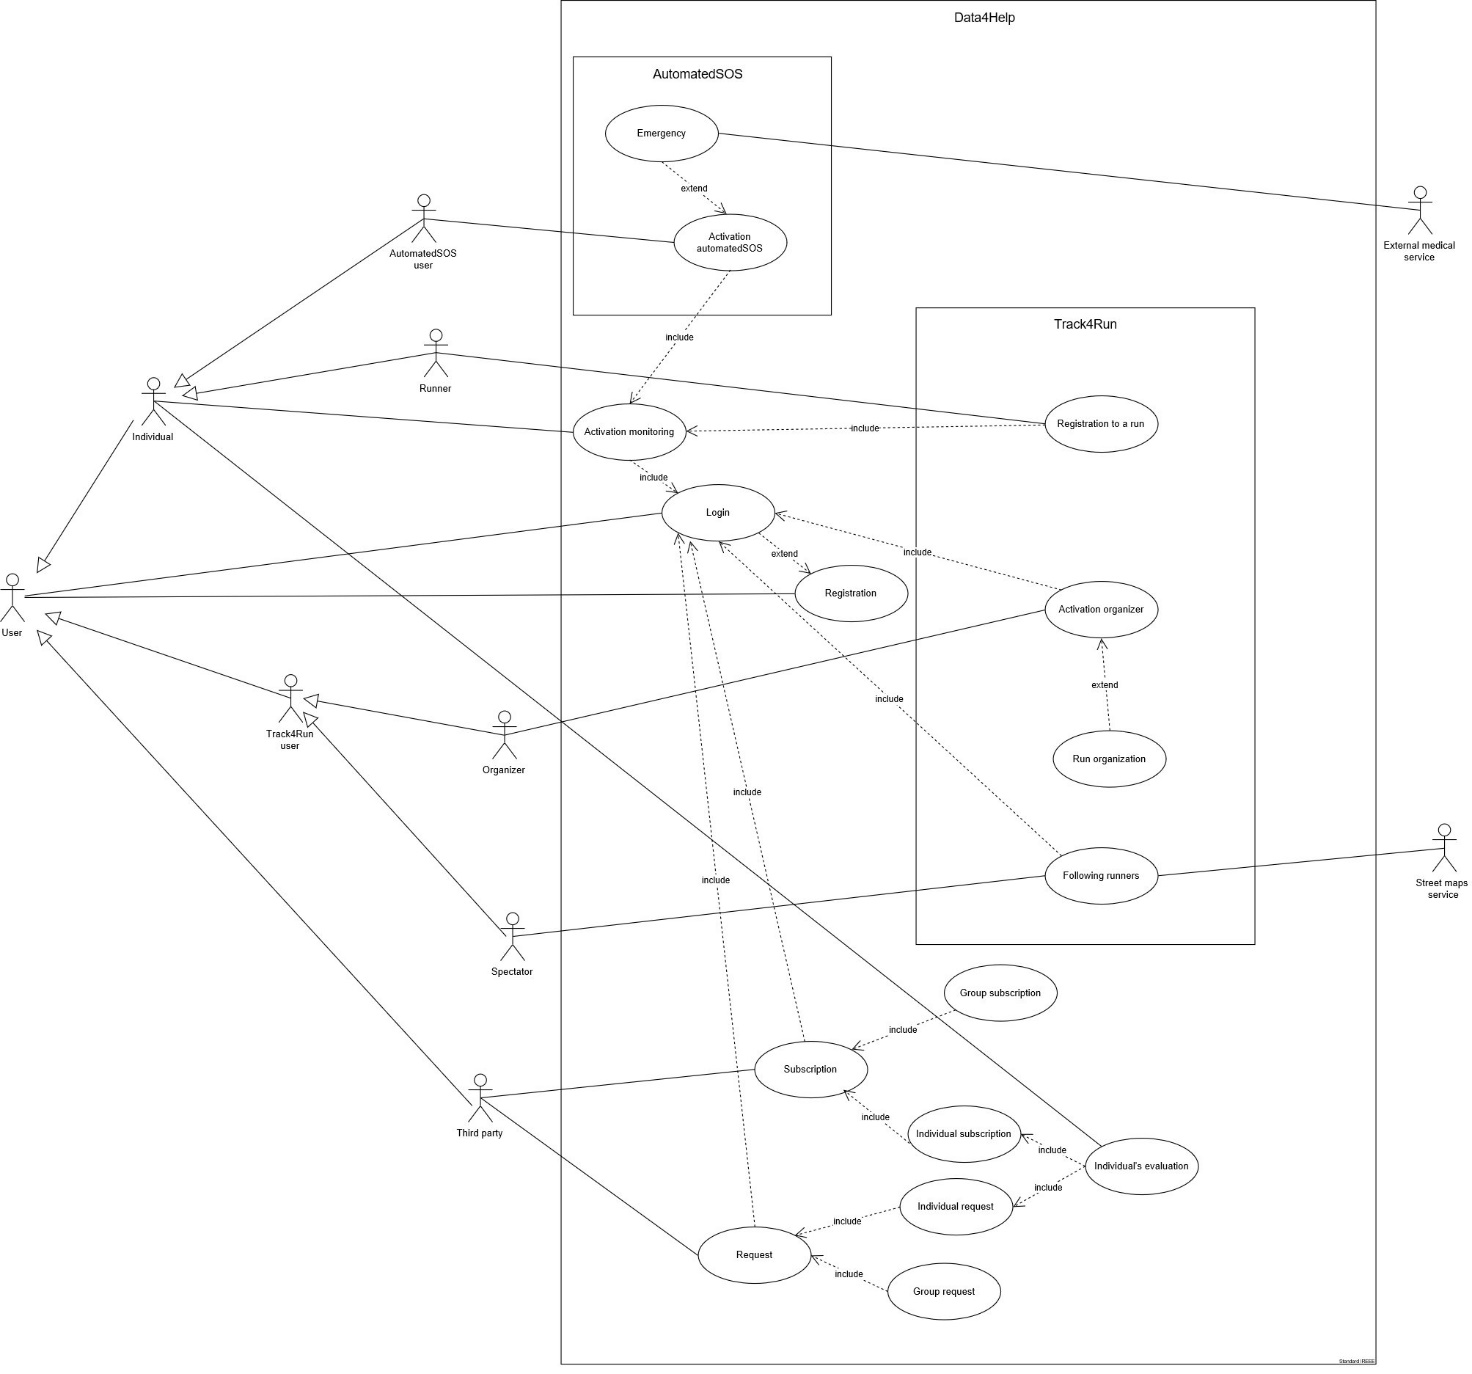 Data4Help
AutomatedSOS
Emergency
extend
Activation
automatedSOS
AutomatedSOS
user
External medical
service
Track4Run
include
Runner
Individual
Activation monitoring
include
Registration to a run
include
Login
include
extend
Registration
Activation organizer
User
extend
include
Track4Run
user
Organizer
Run organization
include
include
Following runners
Street maps
service
Spectator
Group subscription
include
Subscription
include
Third party
Individual subscription
include
Individual's evaluation
include
Individual request
include
Request
include
Group request
Standard IREEE